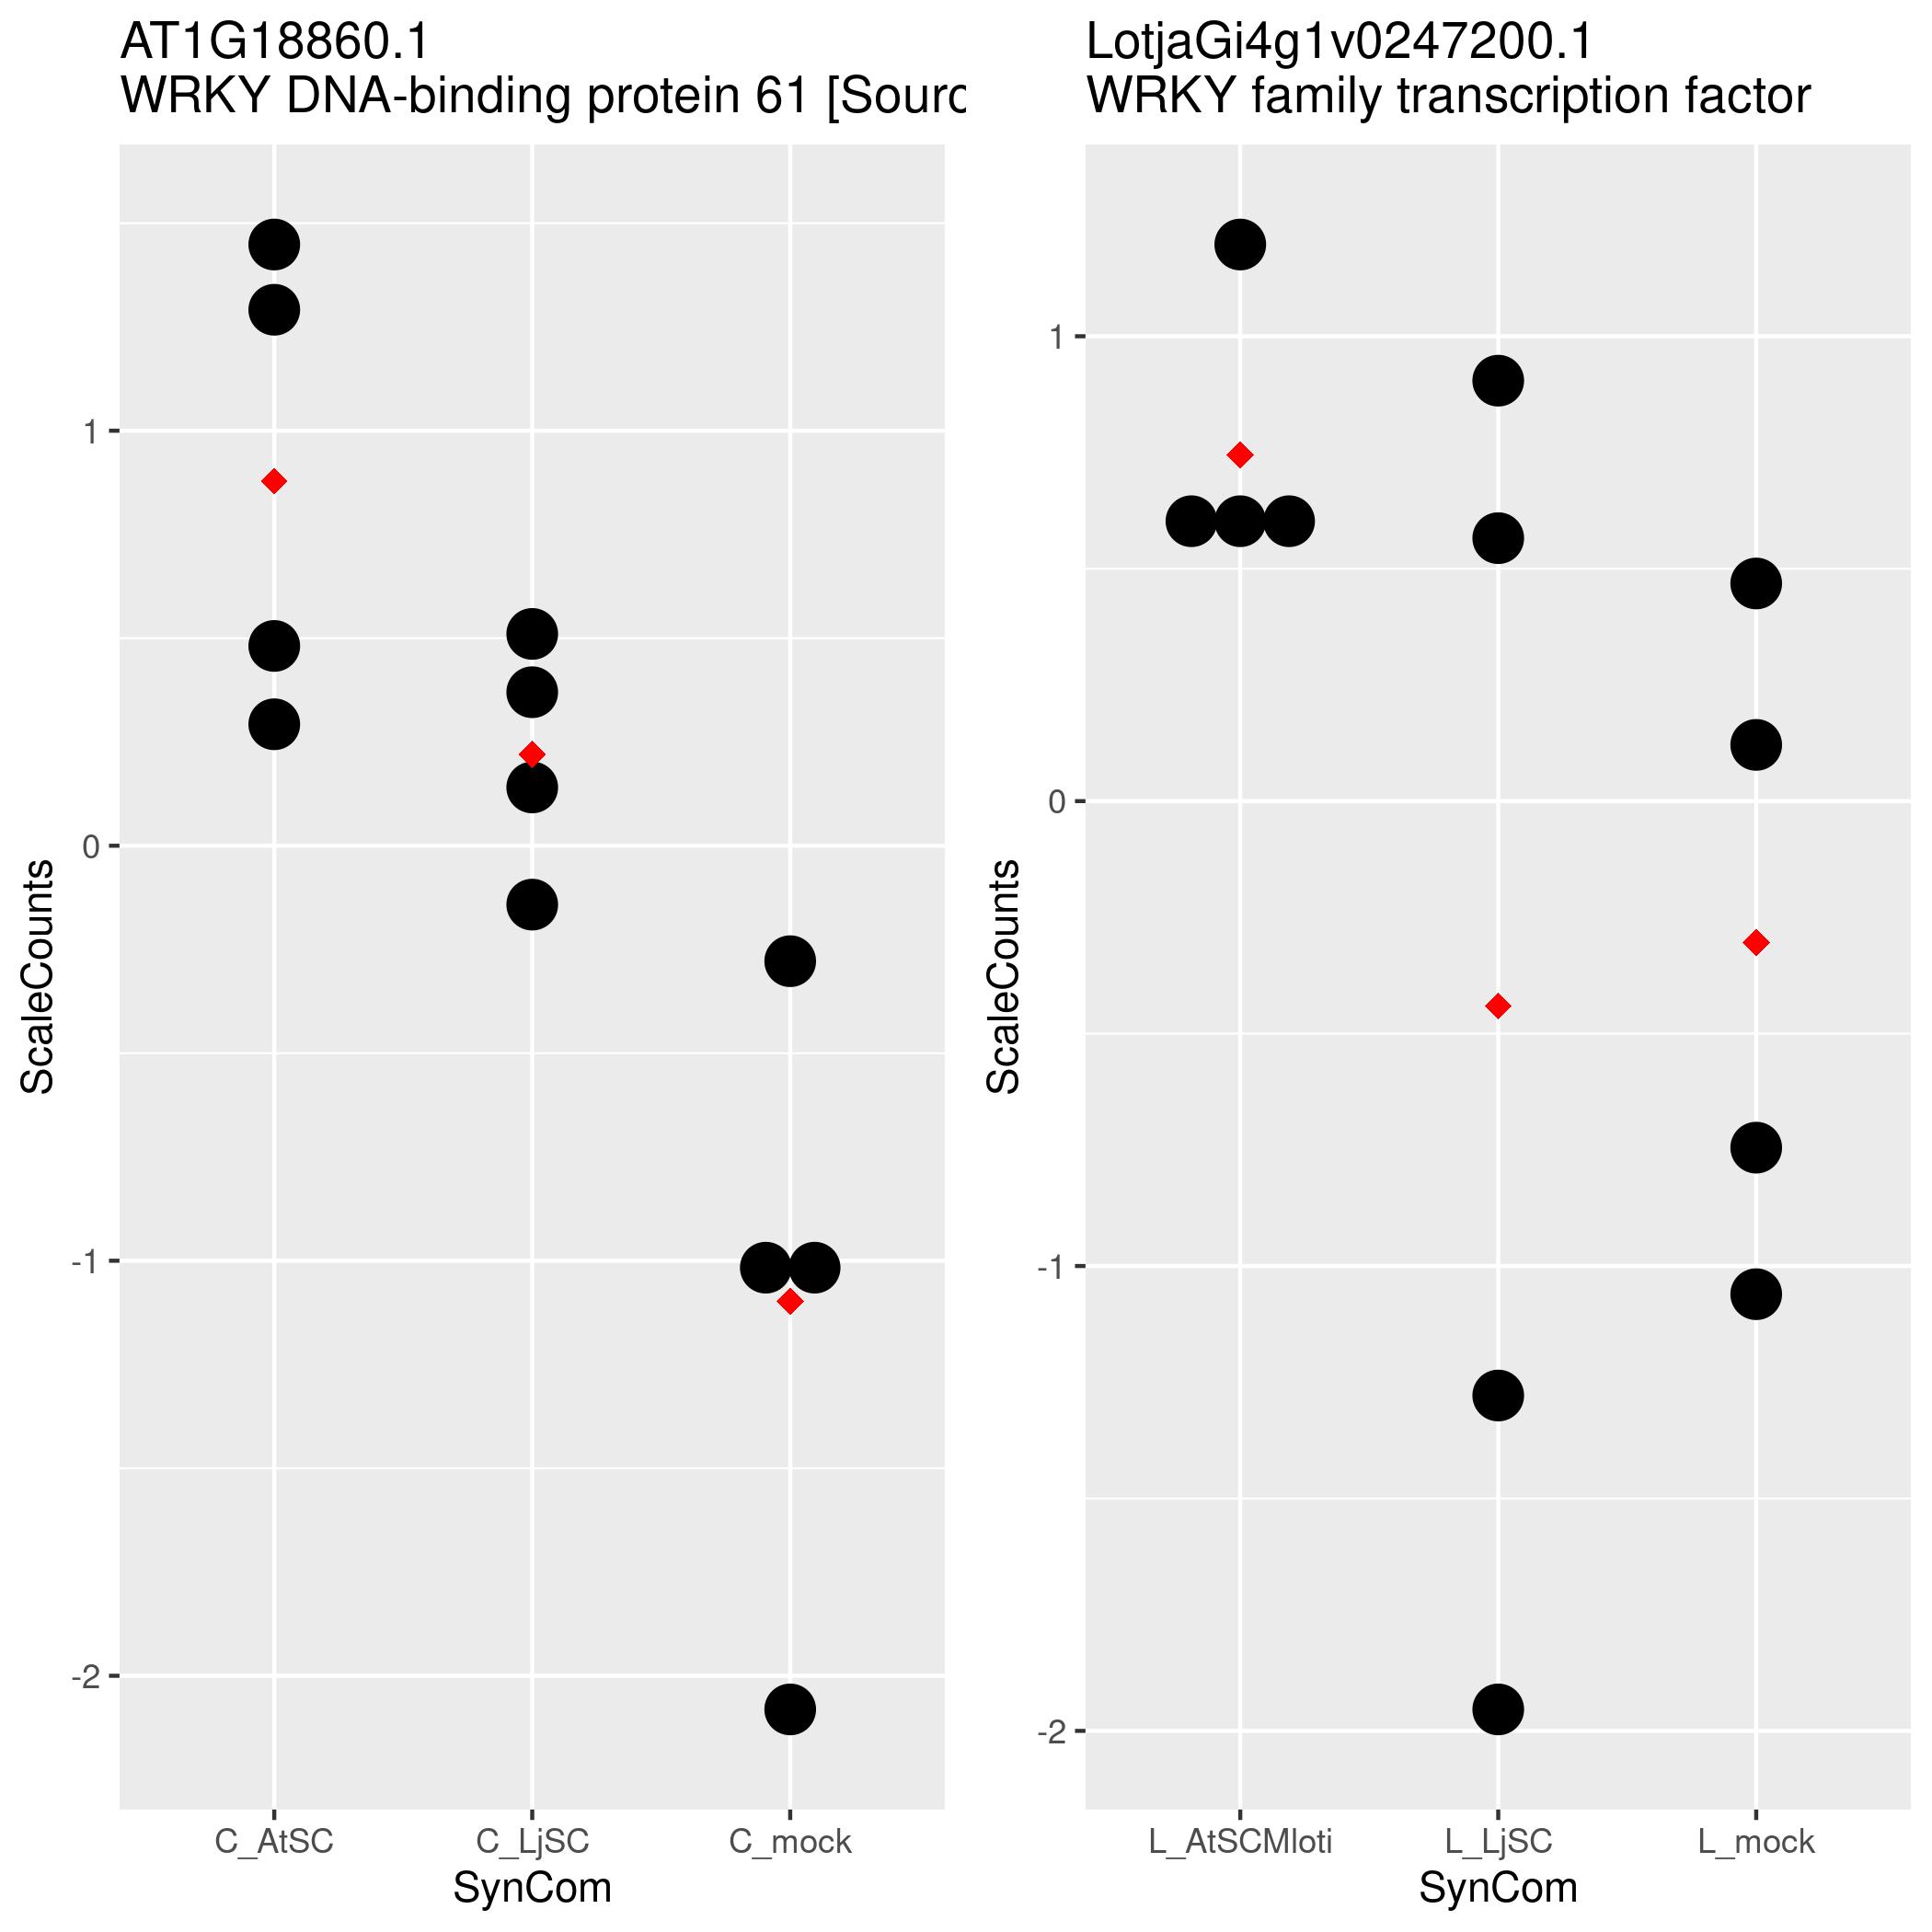 AT1G18860.1
WRKY DNA-binding protein 61 [Sourc
ScaleCounts
1
0
-1
-2
C_AtSC C_LjSC C_mock
SynCom
LotjaGi4g1v0247200.1
WRKY family transcription factor
ScaleCounts
1
0
-1
-2
L_AtSCMloti L_LjSC L_mock
SynCom